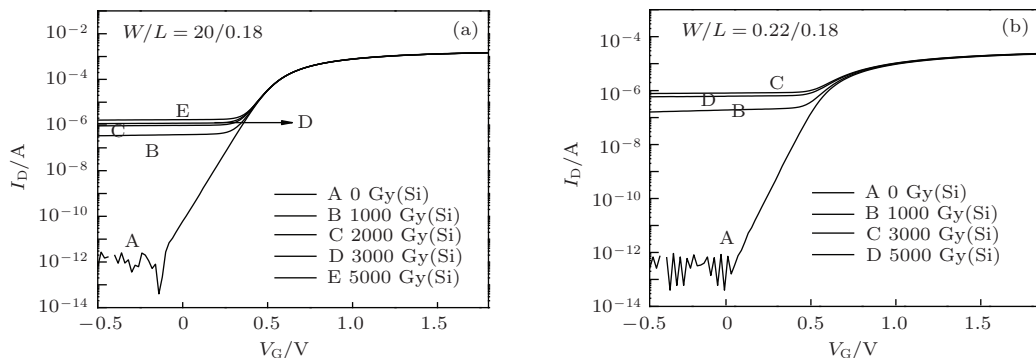 W/L = 20/0.18
(a)
10⁻²
10⁻⁴
10⁻⁶
10⁻⁸
10⁻¹⁰
10⁻¹²
10⁻¹⁴
I_D/A
E
D
C
B
A
A 0 Gy(Si)
B 1000 Gy(Si)
C 2000 Gy(Si)
D 3000 Gy(Si)
E 5000 Gy(Si)
−0.5 0 0.5 1.0 1.5
V_G/V
W/L = 0.22/0.18
(b)
10⁻²
10⁻⁴
10⁻⁶
10⁻⁸
10⁻¹⁰
10⁻¹²
10⁻¹⁴
I_D/A
C
D
B
A
A 0 Gy(Si)
B 1000 Gy(Si)
C 3000 Gy(Si)
D 5000 Gy(Si)
-0.5 0 0.5 1.0 1.5
V_G/V